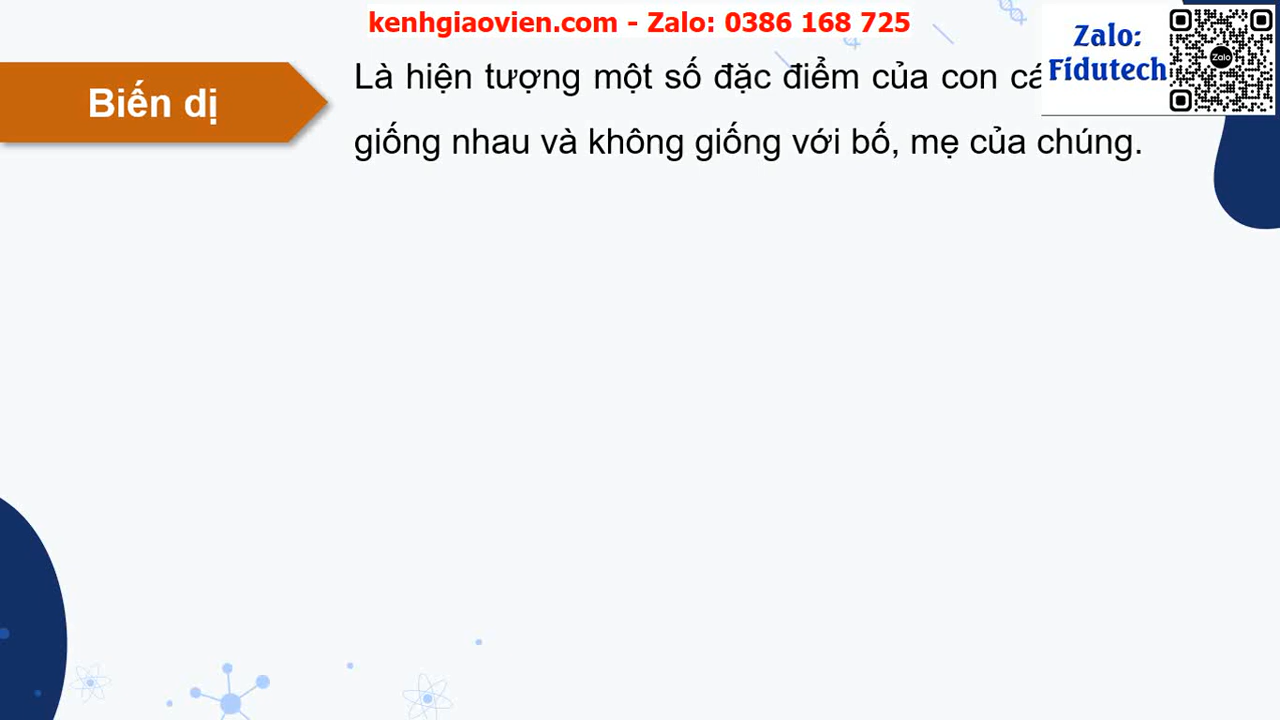 kenhgiaovien.com - Zalo: 0386 168 725
Zalo:
Fidutech
Zalo
Biến dị
Là hiện tượng một số đặc điểm của con
giống nhau và không giống với bố, mẹ của chúng.